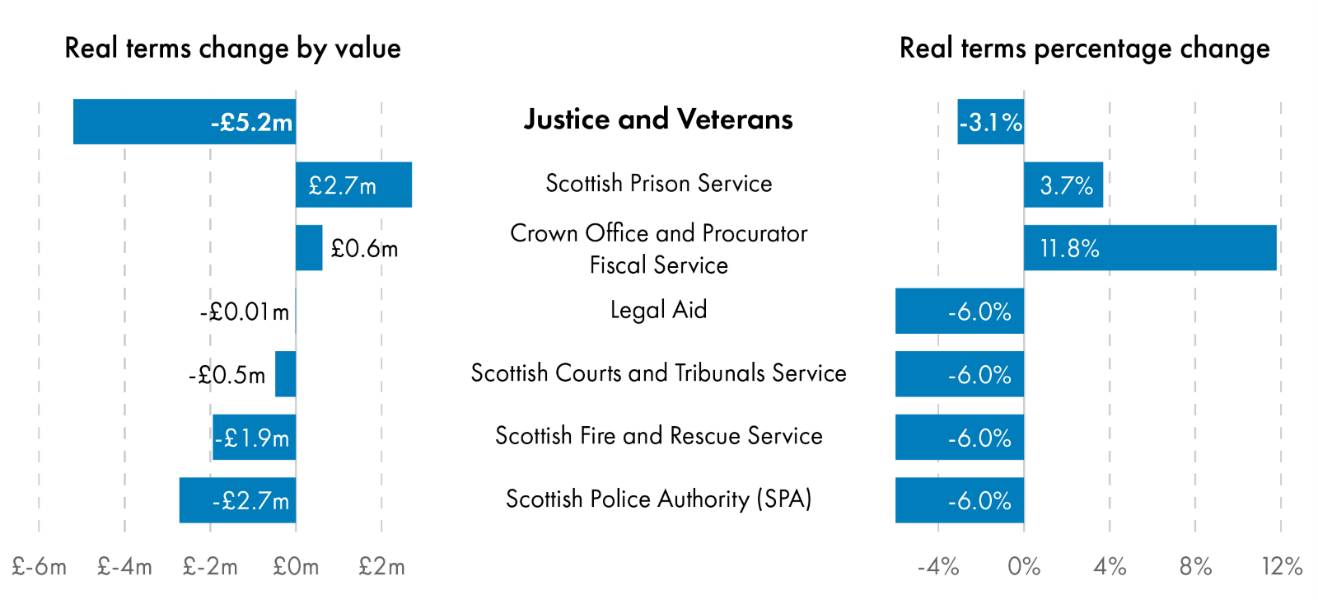 Real terms change by value
Real terms percentage change
-£5.2m
Justice and Veterans
-3.1%
£2.7m
Scottish Prison Service
3.7%
£0.6m
Crown Office and Procurator
Fiscal Service
11.8%
-£0.01m
Legal Aid
-6.0%
-£0.5m
Scottish Courts and Tribunals Service
-6.0%
-£1.9m
Scottish Fire and Rescue Service
-6.0%
-£2.7m
Scottish Police Authority (SPA)
-6.0%
£-6m £-4m £-2m £0m £2m
-4% 0% 4% 8% 12%